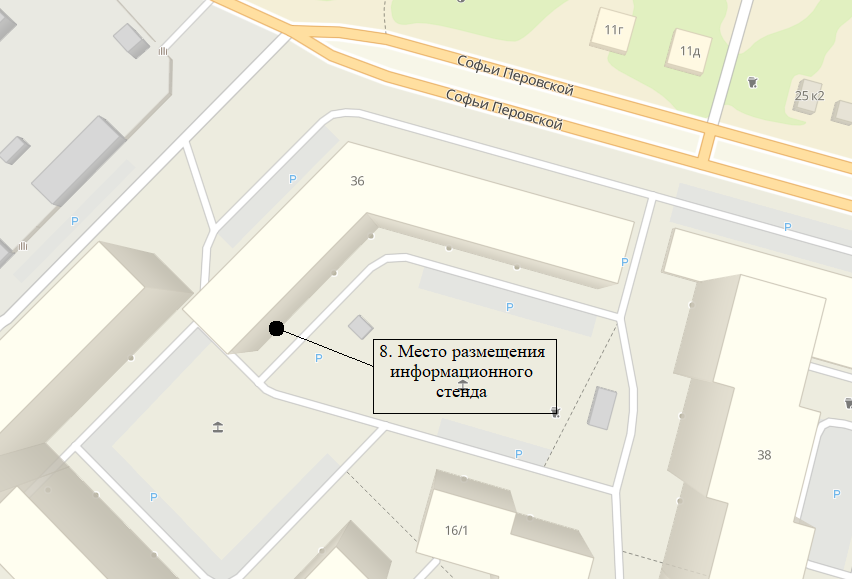 11г
11д
Софьи Перовской
25 к2
Софьи Перовской
P
36
P
P
P
P
8. Место размещения
информационного
стенда
P
P
38
P
P
16/1